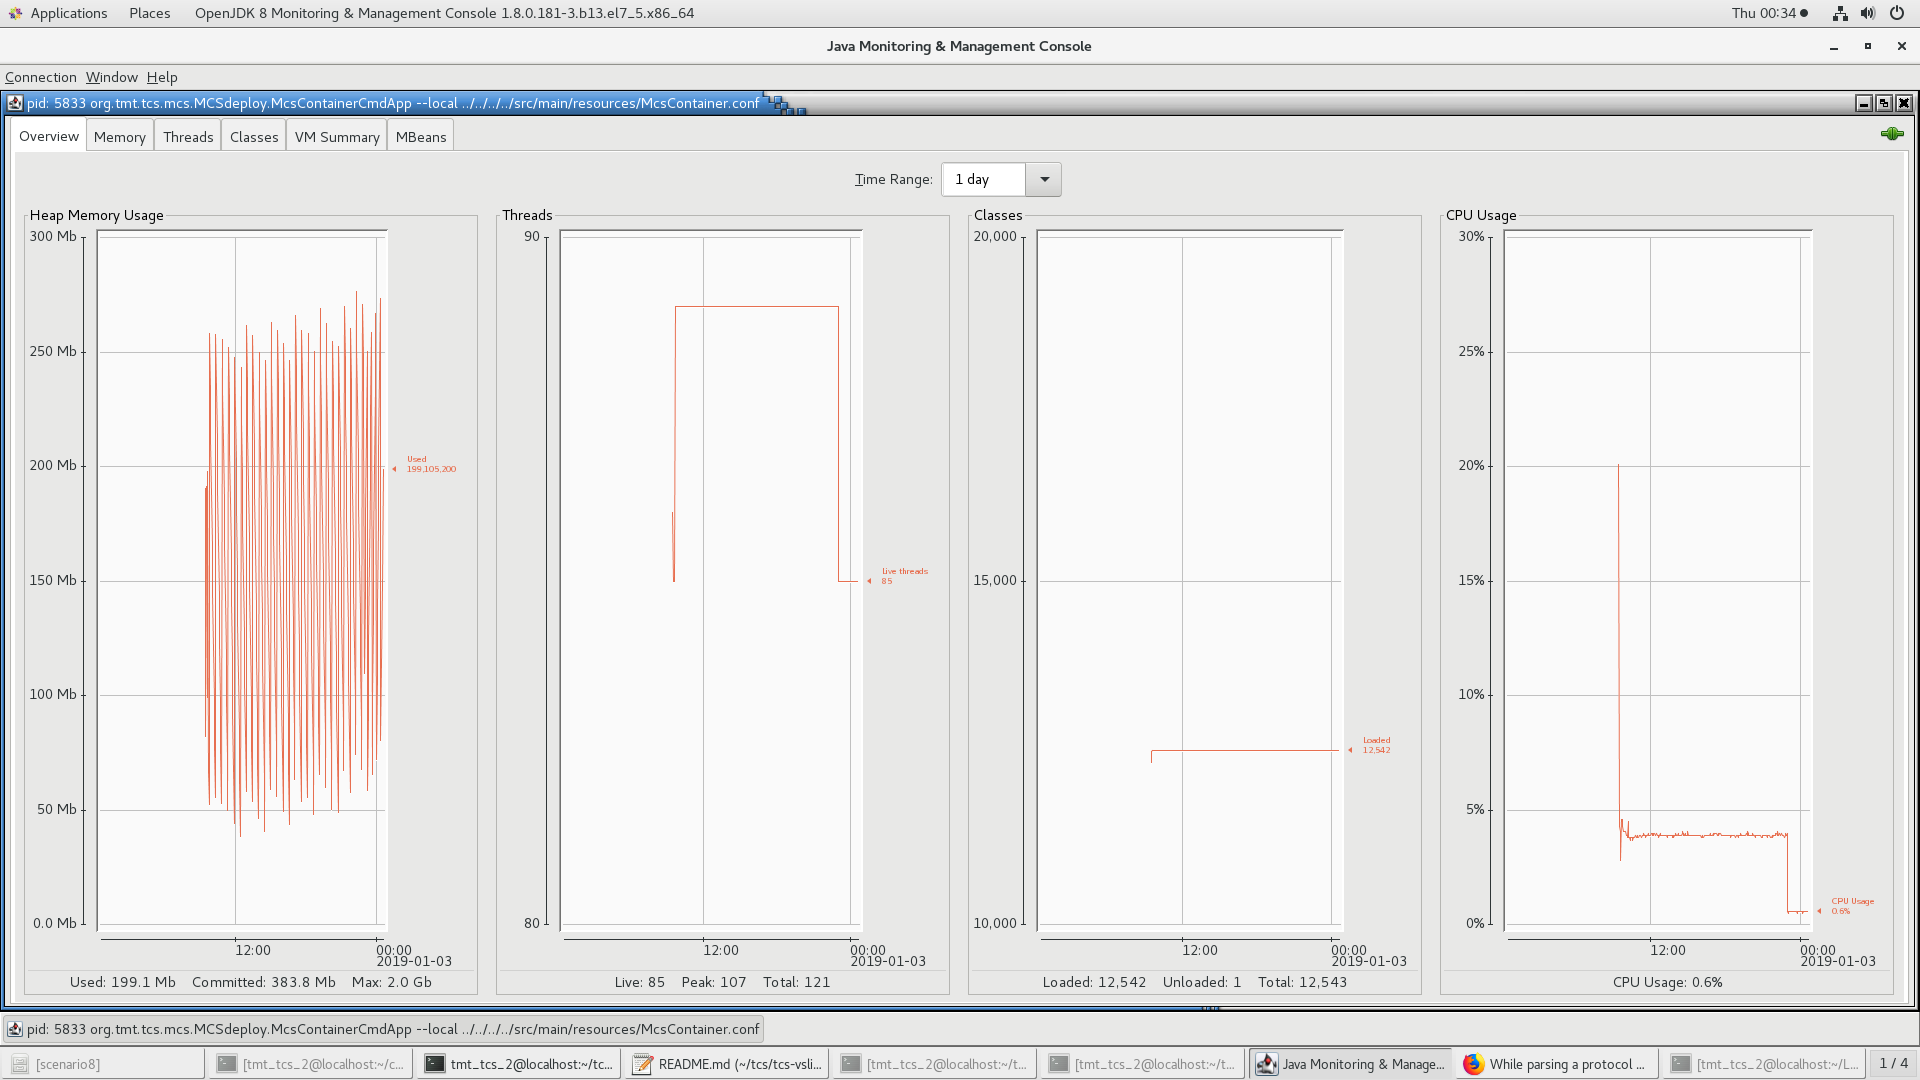 Applications Places OpenJDK 8 Monitoring & Management Console 1.8.0.181-3.b13.el7_5.x86_64 Thu 00:34
Java Monitoring & Management Console
Connection Window Help
pid: 5833 org.tmt.tcs.mcs.MCSdeploy.McsContainerCmdApp --local ../../../../src/main/resources/McsContainer.conf
Overview Memory Threads Classes VM Summary MBeans
Time Range: 1 day
Heap Memory Usage
300 Mb
250 Mb
200 Mb
150 Mb
100 Mb
50 Mb
0.0 Mb
Used
199,105,200
12:00 00:00
2019-01-03
Used: 199.1 Mb Committed: 383.8 Mb Max: 2.0 Gb
Threads
90
80
Live threads
85
12:00 00:00
2019-01-03
Live: 85 Peak: 107 Total: 121
Classes
20,000
15,000
10,000
Loaded
12,542
12:00 00:00
2019-01-03
Loaded: 12,542 Unloaded: 1 Total: 12,543
CPU Usage
30%
25%
20%
15%
10%
5%
0%
CPU Usage
0.6%
12:00 00:00
2019-01-03
CPU Usage: 0.6%
pid: 5833 org.tmt.tcs.mcs.MCSdeploy.McsContainerCmdApp --local ../../../../src/main/resources/McsContainer.conf
[scenario8] [tmt_tcs_2@localhost:~/c... tmt_tcs_2@localhost:~/tc... README.md (~/tcs/tcs-vsli... [tmt_tcs_2@localhost:~/t... [tmt_tcs_2@localhost:~/t... Java Monitoring & Manage... While parsing a protocol ... [tmt_tcs_2@localhost:~/L... 1 / 4